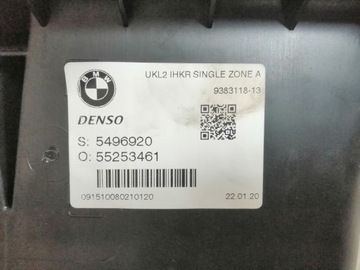 BMW
UKL2 IHKR SINGLE ZONE A
9383118-13
DENSO
S: 5496920
O: 55253461
091510080210120
22.01.20